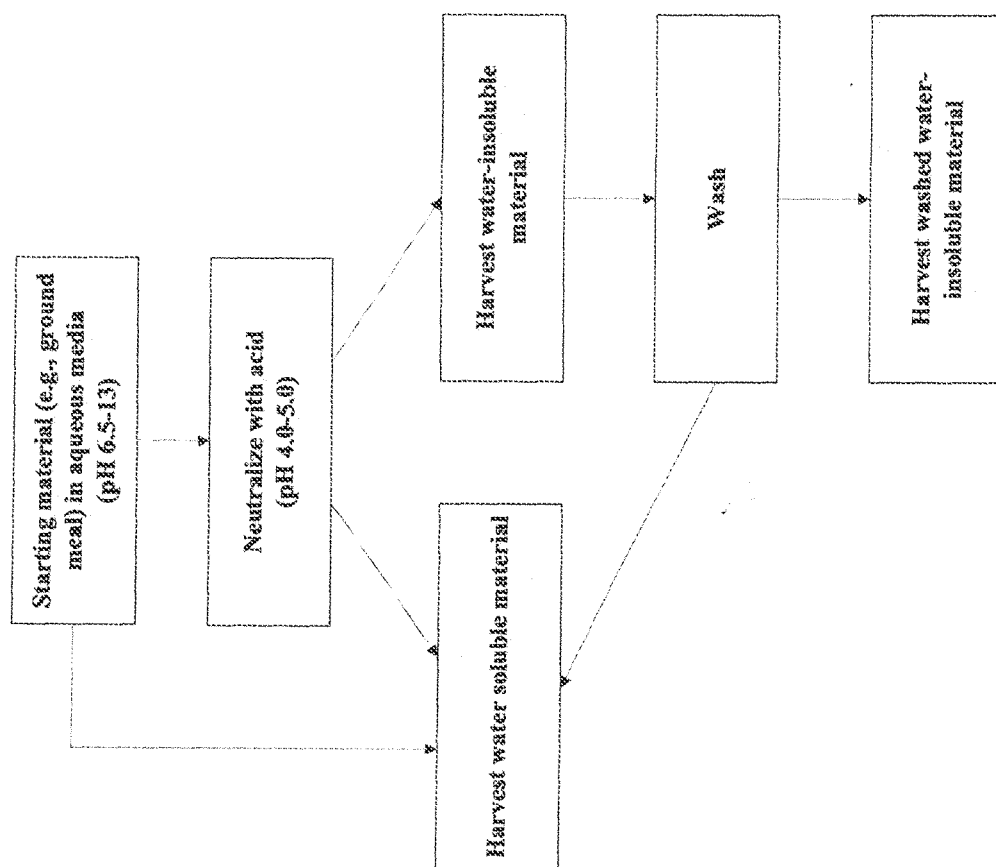 Starting material (e.g., ground
meal) in aqueous media
(pH 6.5-13)
Neutralize with acid
(pH 4.0-5.0)
Harvest water soluble material
Harvest water-insoluble
material
Wash
Harvest washed water-
insoluble material